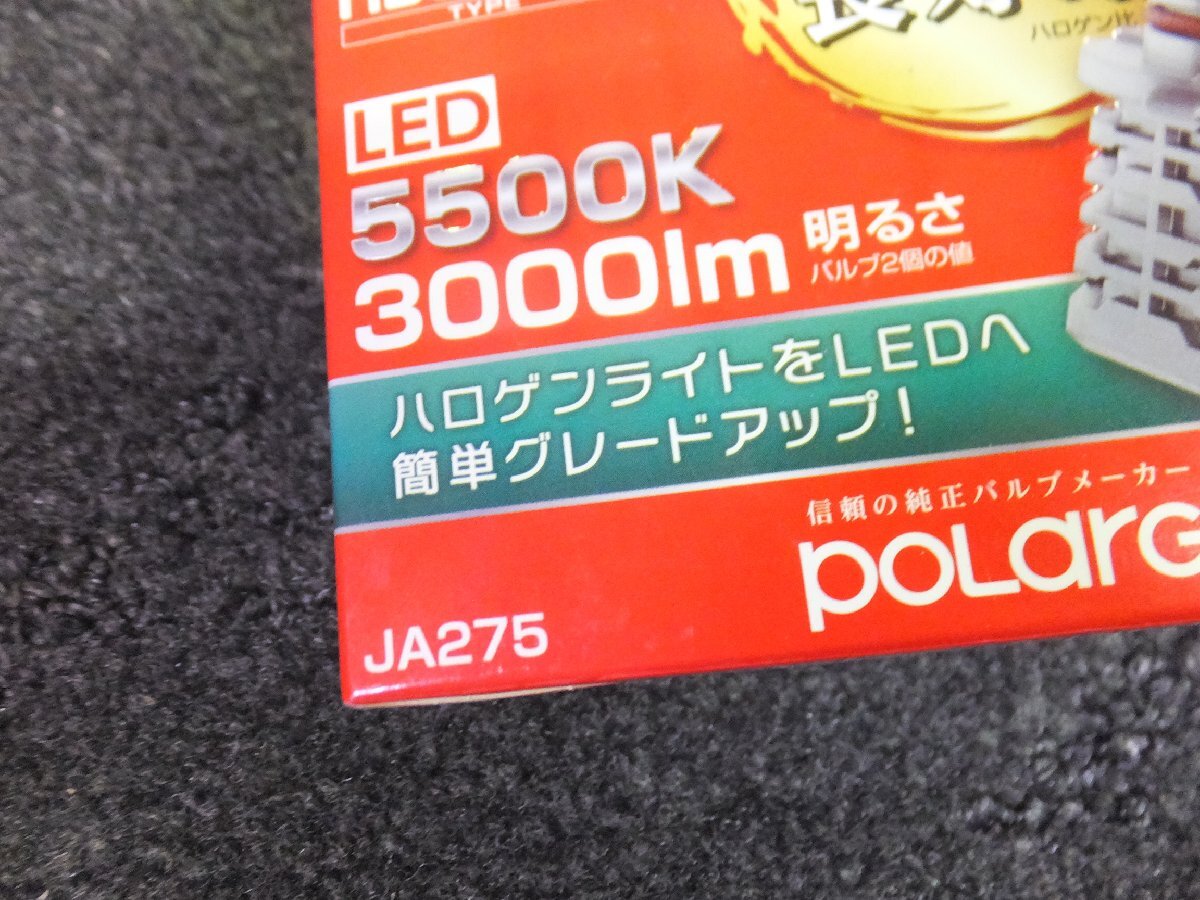 TYPE
LED
5500K
3000lm 明るさ
バルブ2個の値
ハロゲンライトをLEDへ
簡単グレードアップ!
信頼の純正バルブメーカー
POLarG
JA275